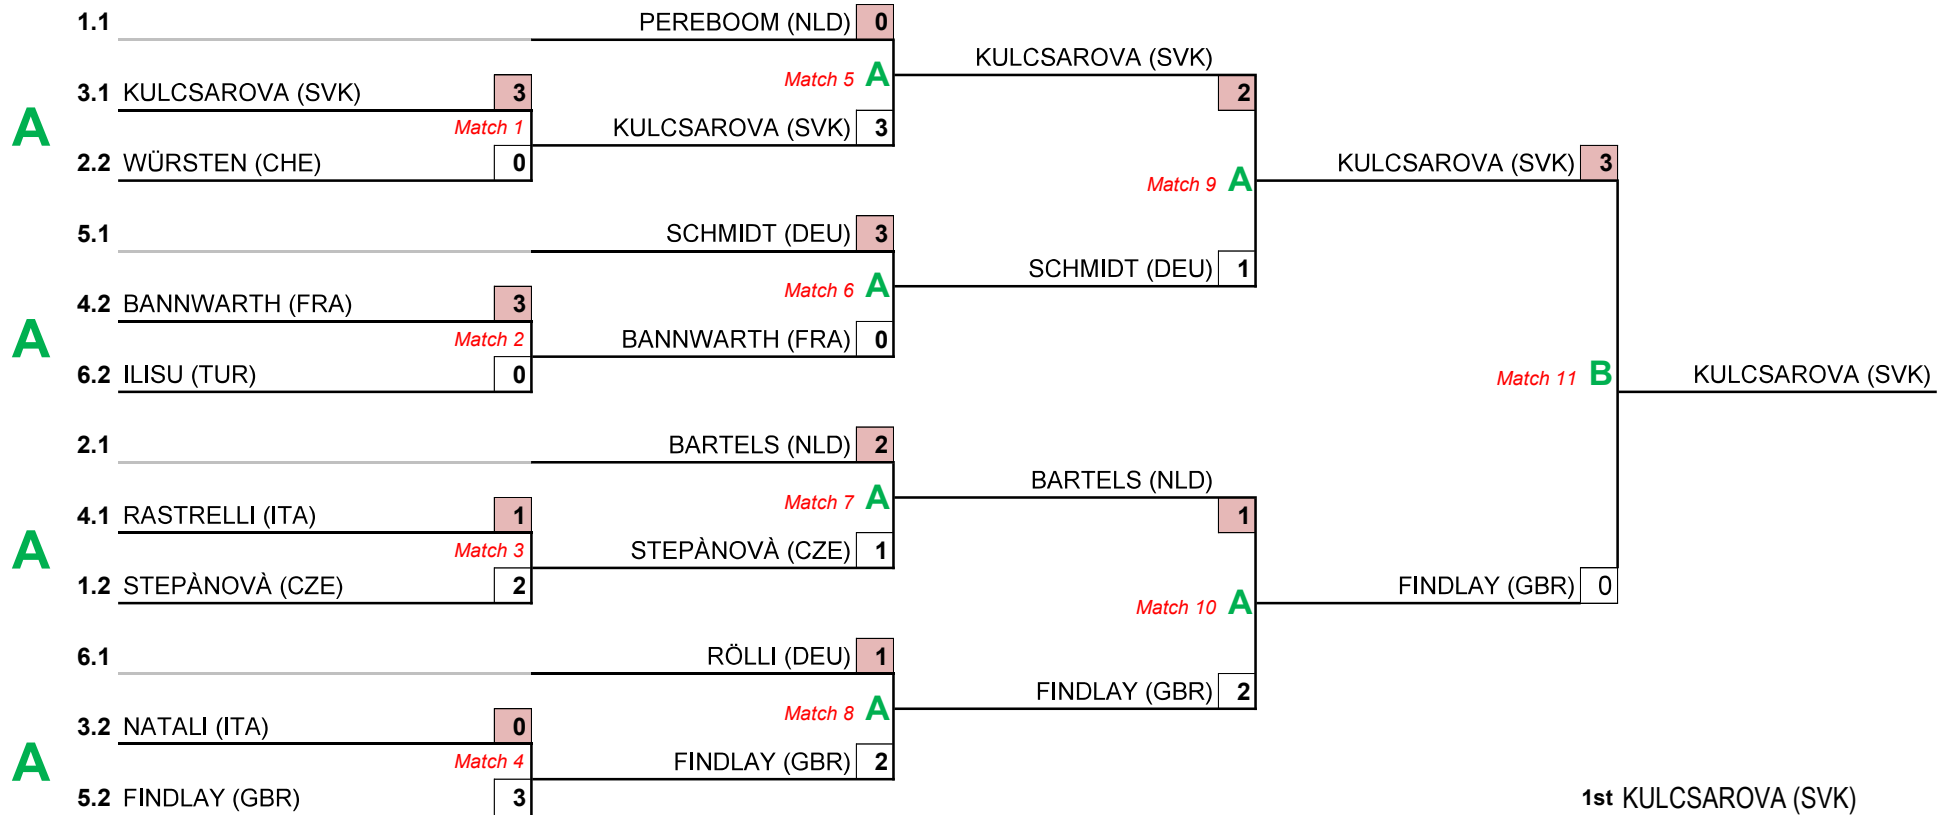 1.1 PEREBOOM (NLD) 0
KULCSAROVA (SVK)
Match 5 A
3.1 KULCSAROVA (SVK) 3 2
A Match 1 KULCSAROVA (SVK) 3
2.2 WÜRSTEN (CHE) 0 KULCSAROVA (SVK) 3
Match 9 A
5.1 SCHMIDT (DEU) 3
SCHMIDT (DEU) 1
Match 6 A
4.2 BANNWARTH (FRA) 3
A Match 2 BANNWARTH (FRA) 0
6.2 ILISU (TUR) 0 Match 11 B KULCSAROVA (SVK)
2.1 BARTELS (NLD) 2
BARTELS (NLD)
Match 7 A
4.1 RASTRELLI (ITA) 1 1
A Match 3 STEPÀNOVÀ (CZE) 1
1.2 STEPÀNOVÀ (CZE) 2 FINDLAY (GBR) 0
Match 10 A
6.1 RÖLLI (DEU) 1
FINDLAY (GBR) 2
Match 8 A
3.2 NATALI (ITA) 0
A Match 4 FINDLAY (GBR) 2
5.2 FINDLAY (GBR) 3 1st KULCSAROVA (SVK)